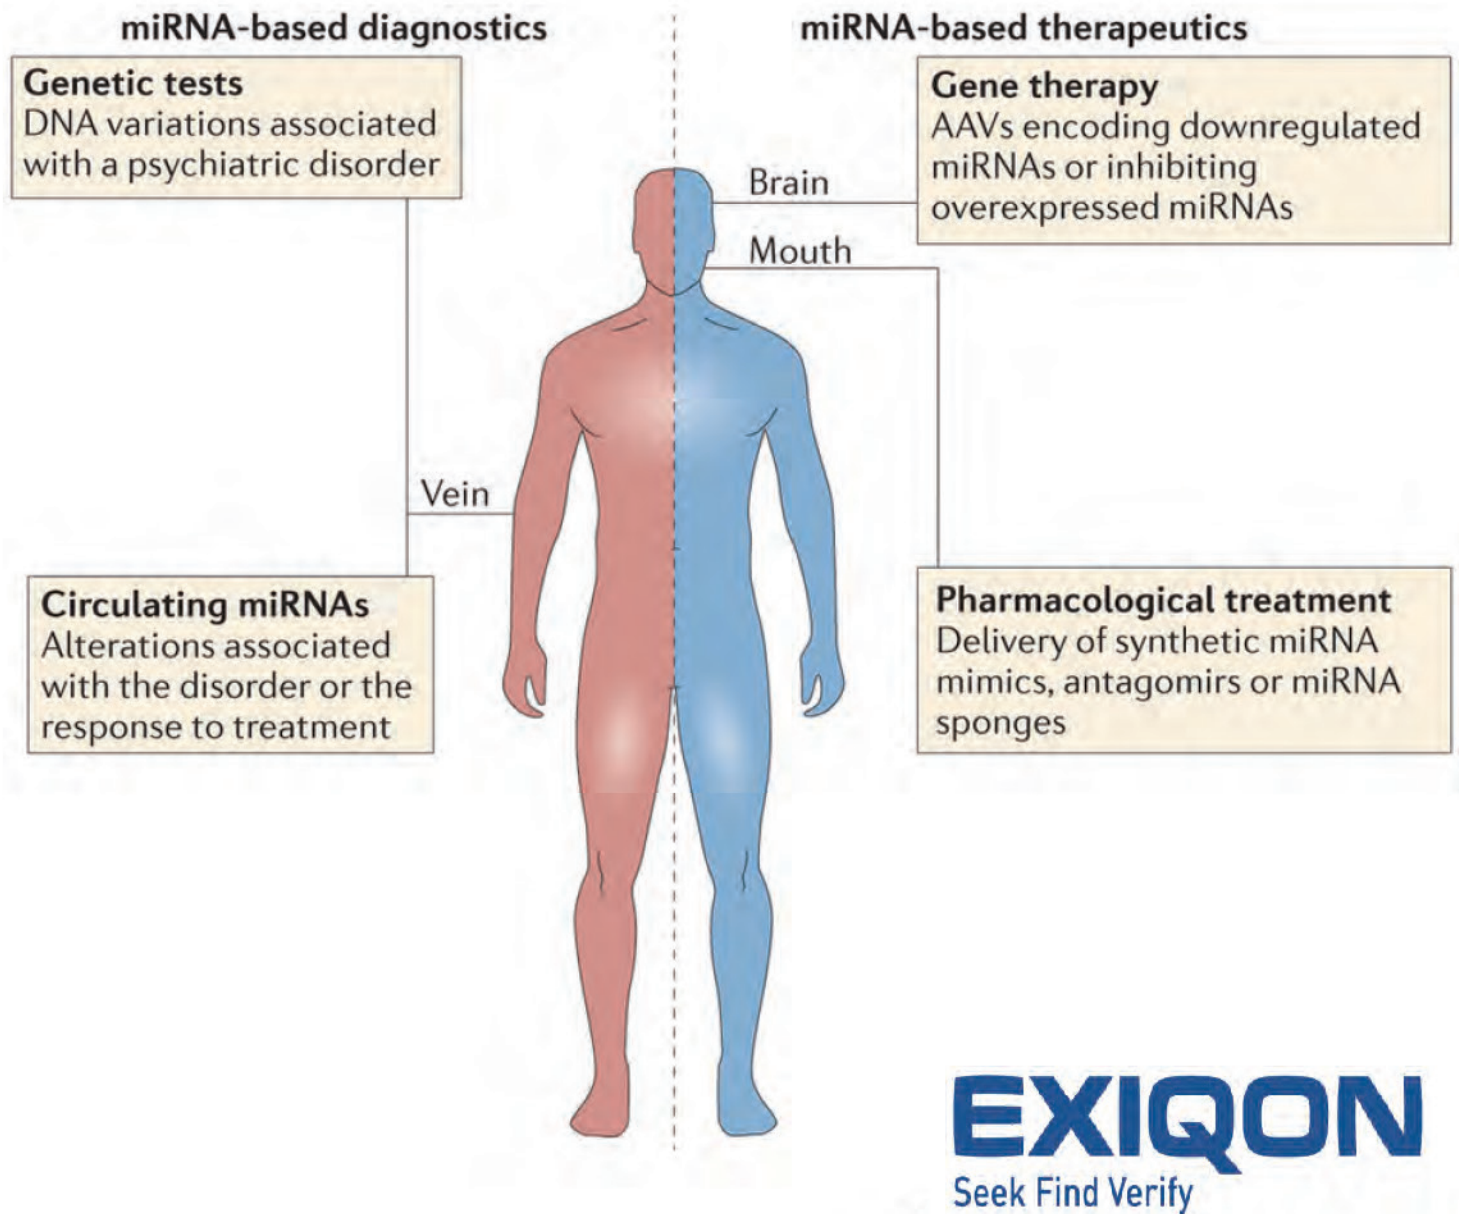 miRNA-based diagnostics
Genetic tests
DNA variations associated
with a psychiatric disorder
Vein
Circulating miRNAs
Alterations associated
with the disorder or the
response to treatment
miRNA-based therapeutics
Gene therapy
AAVs encoding downregulated
miRNAs or inhibiting
overexpressed miRNAs
Brain
Mouth
Pharmacological treatment
Delivery of synthetic miRNA
mimics, antagomirs or miRNA
sponges
EXIQON
Seek Find Verify